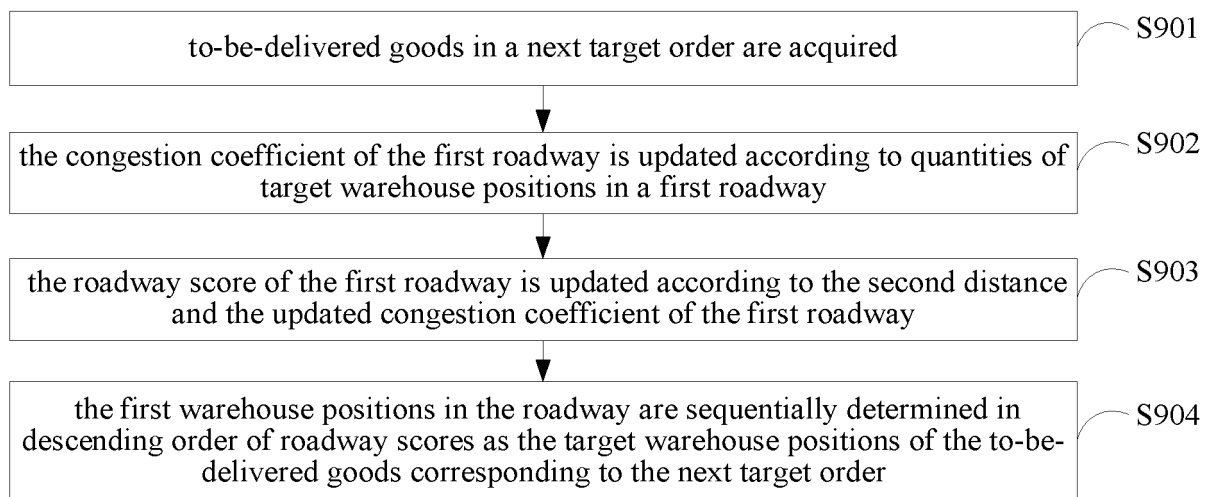 to-be-delivered goods in a next target order are acquired
S901
the congestion coefficient of the first roadway is updated according to quantities of
target warehouse positions in a first roadway
S902
the roadway score of the first roadway is updated according to the second distance
and the updated congestion coefficient of the first roadway
S903
the first warehouse positions in the roadway are sequentially determined in
descending order of roadway scores as the target warehouse positions of the to-be-
delivered goods corresponding to the next target order
S904